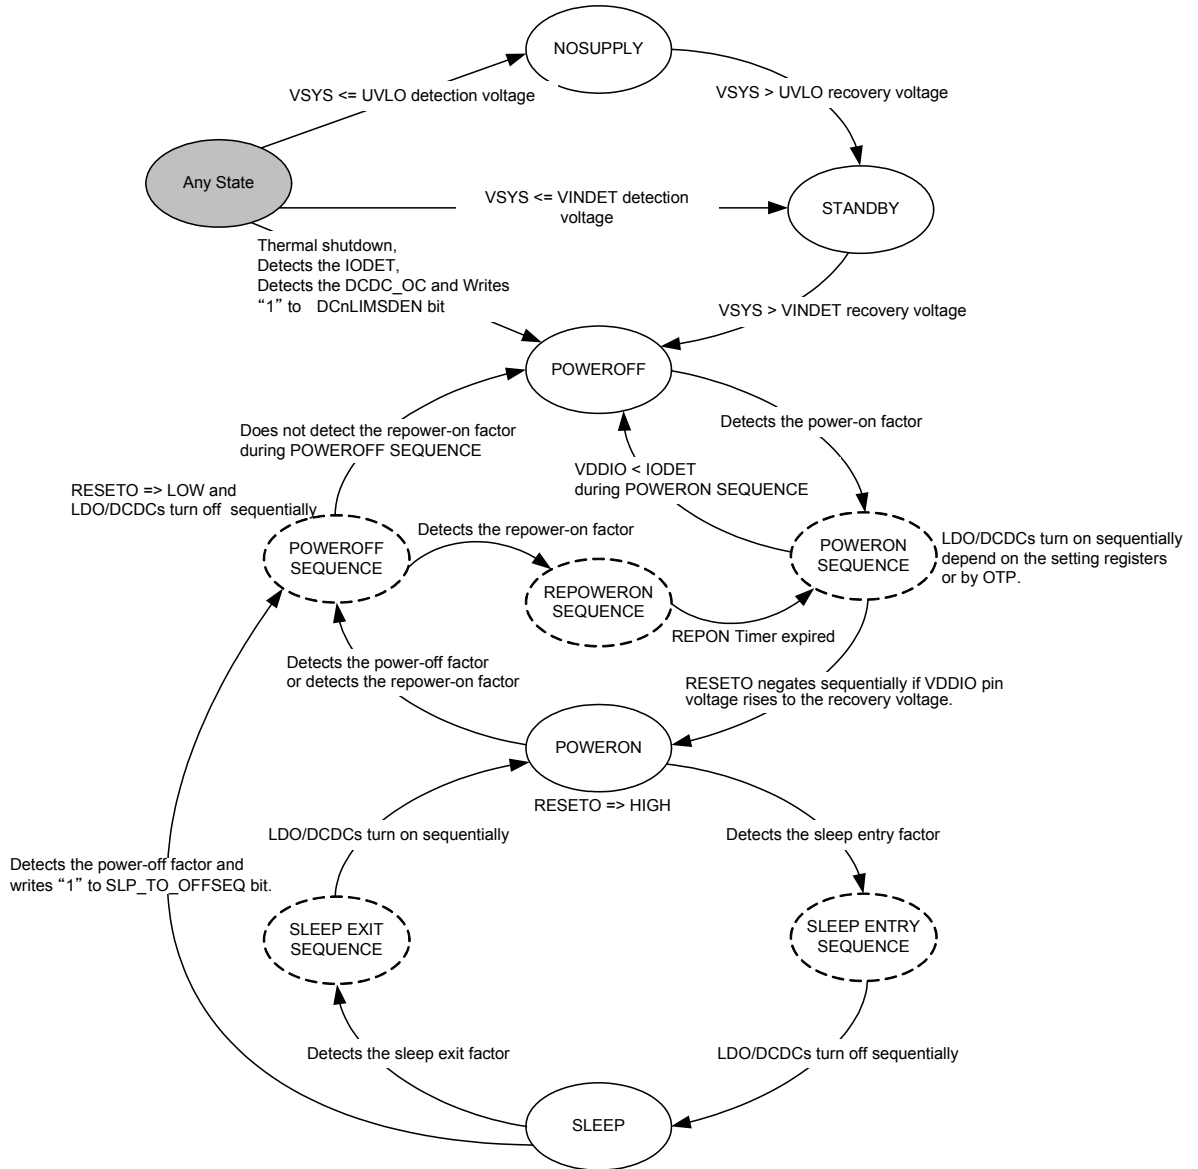 NOSUPPLY
VSYS <= UVLO detection voltage
VSYS > UVLO recovery voltage
Any State
VSYS <= VINDET detection
voltage
STANDBY
Thermal shutdown,
Detects the IODET,
Detects the DCDC_OC and Writes
“1” to DCnLIMSDEN bit
VSYS > VINDET recovery voltage
POWEROFF
Does not detect the repower-on factor
during POWEROFF SEQUENCE
Detects the power-on factor
VDDIO < IODET
during POWERON SEQUENCE
RESETO => LOW and
LDO/DCDCs turn off sequentially
POWEROFF
SEQUENCE
Detects the repower-on factor
REPOWERON
SEQUENCE
POWERON
SEQUENCE
LDO/DCDCs turn on sequentially
depend on the setting registers
or by OTP.
REPON Timer expired
Detects the power-off factor
or detects the repower-on factor
RESETO negates sequentially if VDDIO pin
voltage rises to the recovery voltage.
POWERON
RESETO => HIGH
LDO/DCDCs turn on sequentially
Detects the sleep entry factor
Detects the power-off factor and
writes “1” to SLP_TO_OFFSEQ bit.
SLEEP EXIT
SEQUENCE
SLEEP ENTRY
SEQUENCE
Detects the sleep exit factor
LDO/DCDCs turn off sequentially
SLEEP